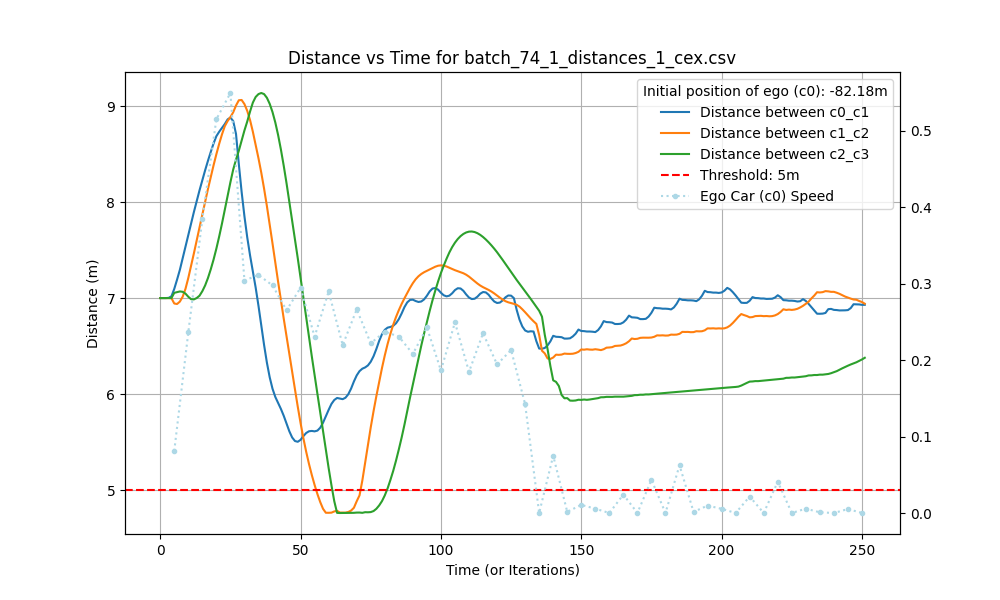 Distance vs Time for batch_74_1_distances_1_cex.csv
Initial position of ego (c0): -82.18m
Distance between c0_c1
Distance between c1_c2
Distance between c2_c3
Threshold: 5m
Ego Car (c0) Speed
Distance (m)
9
8
7
6
5
0.5
0.4
0.3
0.2
0.1
0.0
0 50 100 150 200 250
Time (or Iterations)